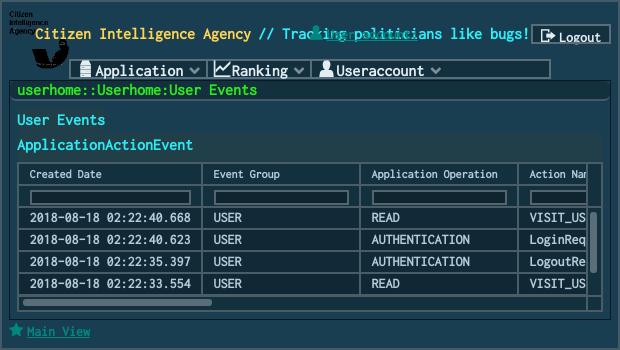 Citizen
Intelligence
Agency
Citizen Intelligence Agency // Tracking politicians like bugs!
Logout
Application Ranking Useraccount
userhome::Userhome:User Events
User Events
ApplicationActionEvent
Created Date Event Group Application Operation Action Nam
2018-08-18 02:22:40.668 USER READ VISIT_US
2018-08-18 02:22:40.623 USER AUTHENTICATION LoginReq
2018-08-18 02:22:35.397 USER AUTHENTICATION LogoutRe
2018-08-18 02:22:33.554 USER READ VISIT_US
Main View